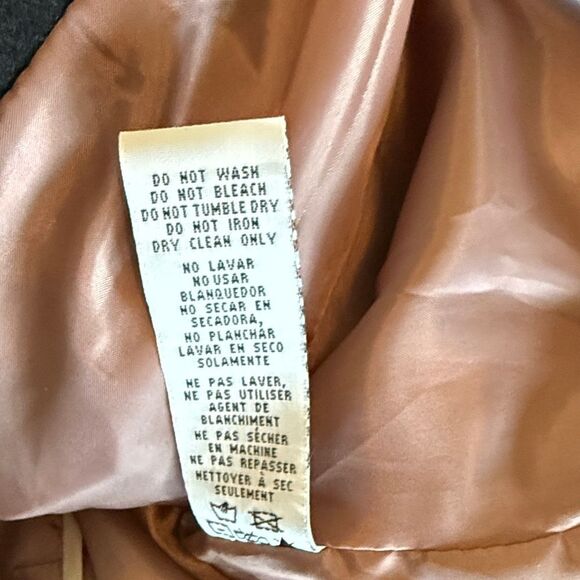 DO NOT WASH
DO NOT BLEACH
DO NOT TUMBLE DRY
DO NOT IRON
DRY CLEAN ONLY
NO LAVAR
NO USAR
BLANQUEDOR
NO SECAR EN
SECADORA,
NO PLANCHAR
LAVAR EN SECO
SOLAMENTE
NE PAS LAVER,
NE PAS UTILISER
AGENT DE
BLANCHIMENT
NE PAS SÈCHER
EN MACHINE
NE PAS REPASSER
NETTOYER À SEC
SEULEMENT